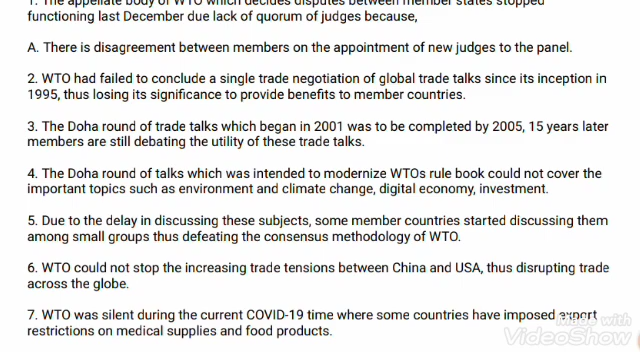 1. The appellate body of WTO which decides disputes between member states stopped
functioning last December due lack of quorum of judges because,
A. There is disagreement between members on the appointment of new judges to the panel.
2. WTO had failed to conclude a single trade negotiation of global trade talks since its inception in
1995, thus losing its significance to provide benefits to member countries.
3. The Doha round of trade talks which began in 2001 was to be completed by 2005, 15 years later
members are still debating the utility of these trade talks.
4. The Doha round of talks which was intended to modernize WTOs rule book could not cover the
important topics such as environment and climate change, digital economy, investment.
5. Due to the delay in discussing these subjects, some member countries started discussing them
among small groups thus defeating the consensus methodology of WTO.
6. WTO could not stop the increasing trade tensions between China and USA, thus disrupting trade
across the globe.
7. WTO was silent during the current COVID-19 time where some countries have imposed export
restrictions on medical supplies and food products.
Made with
VideoShow